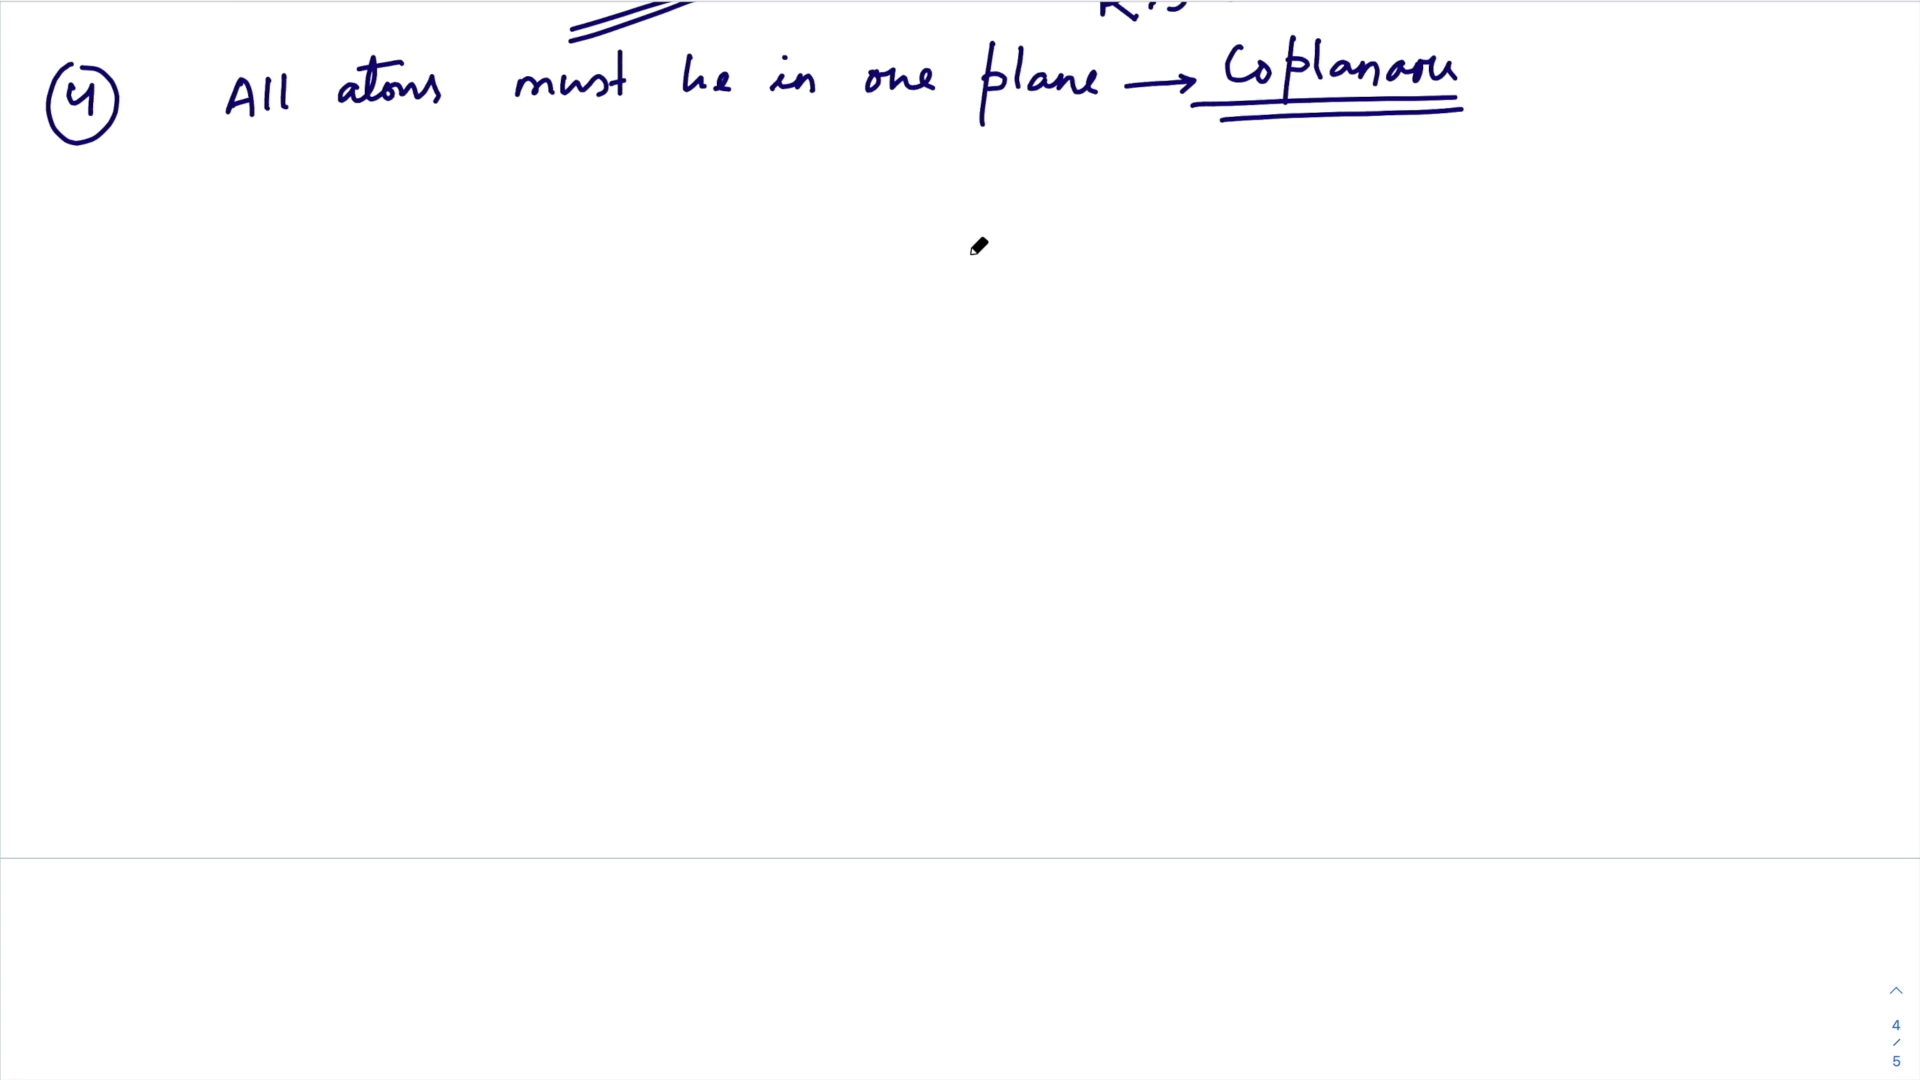 ④ All atoms must be in one plane → Coplanar
4
/
5